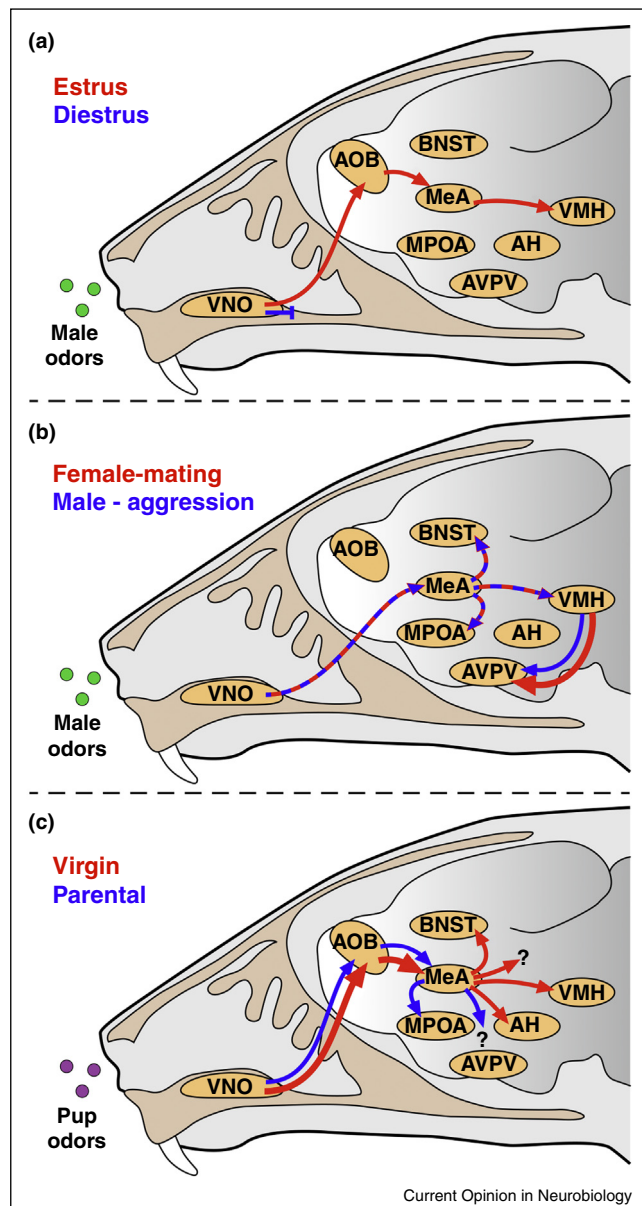 (a)
Estrus
Diestrus
BNST
AOB
MeA
VMH
MPOA
AH
AVPV
VNO
Male
odors
(b)
Female-mating
Male - aggression
BNST
AOB
MeA
VMH
MPOA
AH
AVPV
VNO
Male
odors
(c)
Virgin
Parental
BNST
AOB
?
MeA
VMH
MPOA
AH
?
AVPV
VNO
Pup
odors
Current Opinion in Neurobiology